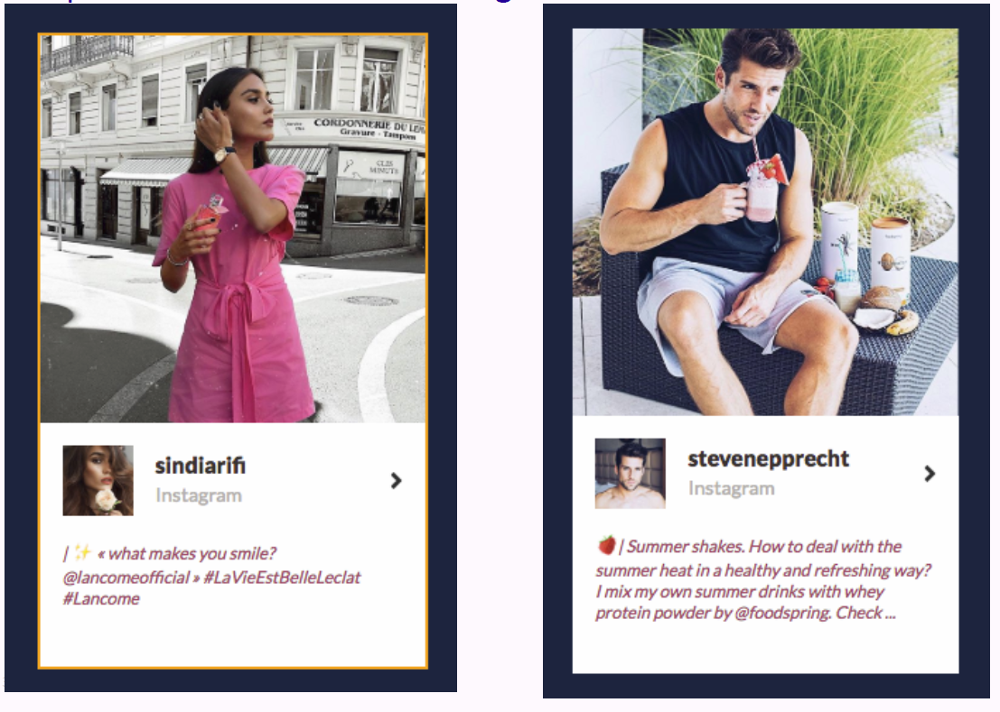 CORDONNERIE DU LE
Gravure - Tampons
CLES
MINUTE
sindiarifi
Instagram
| ✨ « what makes you smile?
@lancomeofficial » #LaVieEstBelleLeclat
#Lancome
stevenepprecht
Instagram
🍓 | Summer shakes. How to deal with the
summer heat in a healthy and refreshing way?
I mix my own summer drinks with whey
protein powder by @foodspring. Check ...